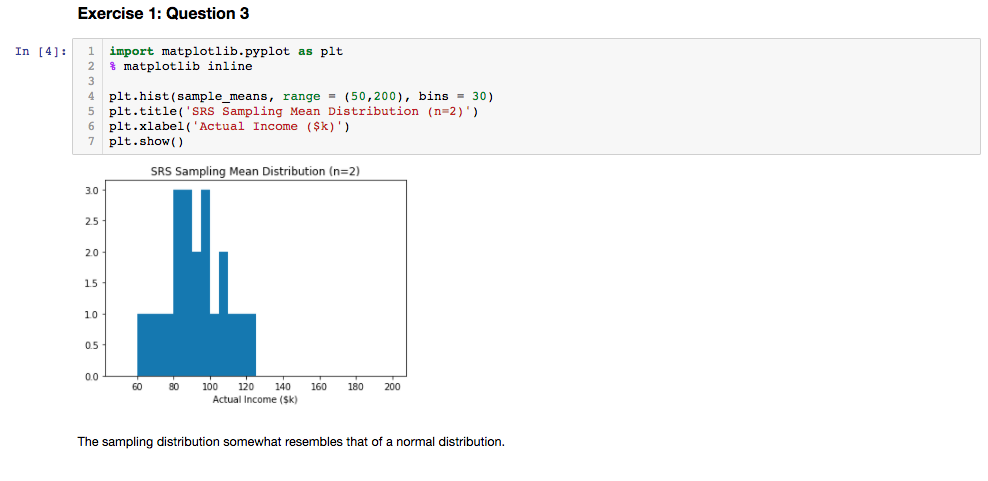 Exercise 1: Question 3
In [4]:
1 import matplotlib.pyplot as plt
2 % matplotlib inline
3
4 plt.hist(sample_means, range = (50,200), bins = 30)
5 plt.title('SRS Sampling Mean Distribution (n=2)')
6 plt.xlabel('Actual Income ($k)')
7 plt.show()
SRS Sampling Mean Distribution (n=2)
3.0
2.5
2.0
1.5
1.0
0.5
0.0
60 80 100 120 140 160 180 200
Actual Income ($k)
The sampling distribution somewhat resembles that of a normal distribution.